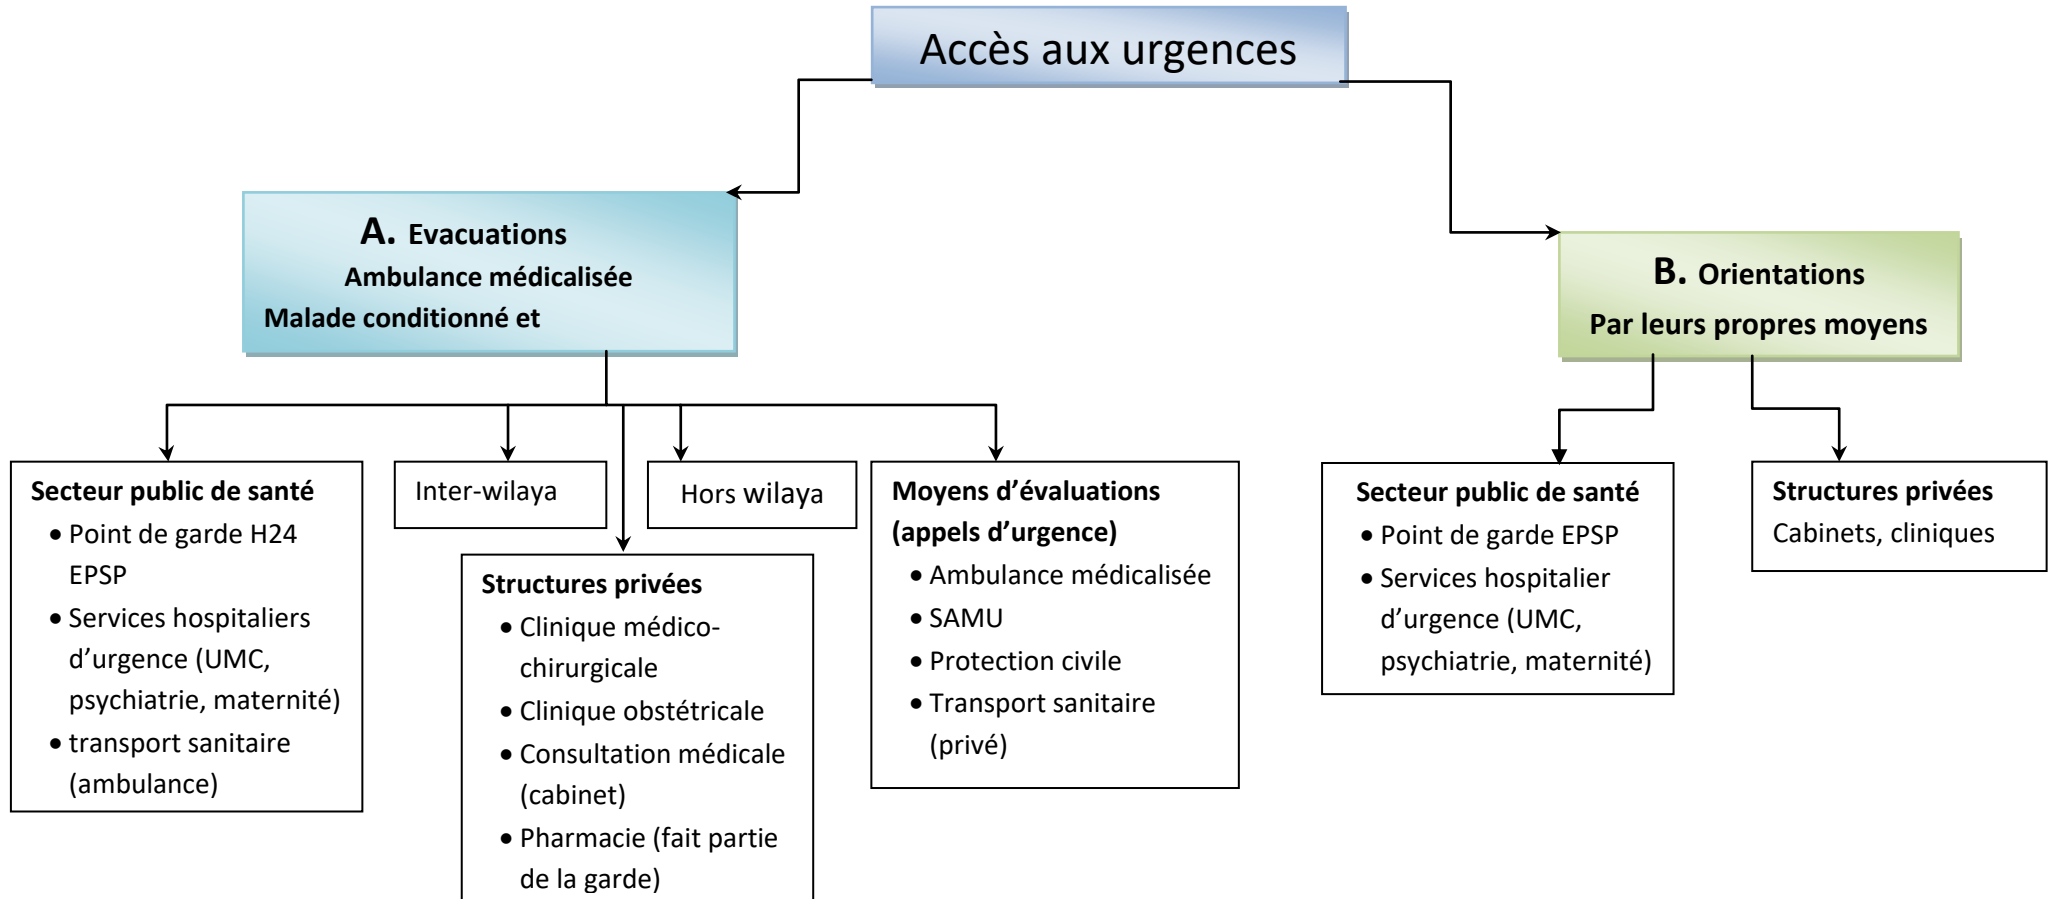 Accès aux urgences
A. Evacuations
Ambulance médicalisée
Malade conditionné et
B. Orientations
Par leurs propres moyens
Secteur public de santé
• Point de garde H24
EPSP
• Services hospitaliers
d’urgence (UMC,
psychiatrie, maternité)
• transport sanitaire
(ambulance)
Inter-wilaya
Structures privées
• Clinique médico-
chirurgicale
• Clinique obstétricale
• Consultation médicale
(cabinet)
• Pharmacie (fait partie
de la garde)
Hors wilaya
Moyens d’évaluations
(appels d’urgence)
• Ambulance médicalisée
• SAMU
• Protection civile
• Transport sanitaire
(privé)
Secteur public de santé
• Point de garde EPSP
• Services hospitalier
d’urgence (UMC,
psychiatrie, maternité)
Structures privées
Cabinets, cliniques